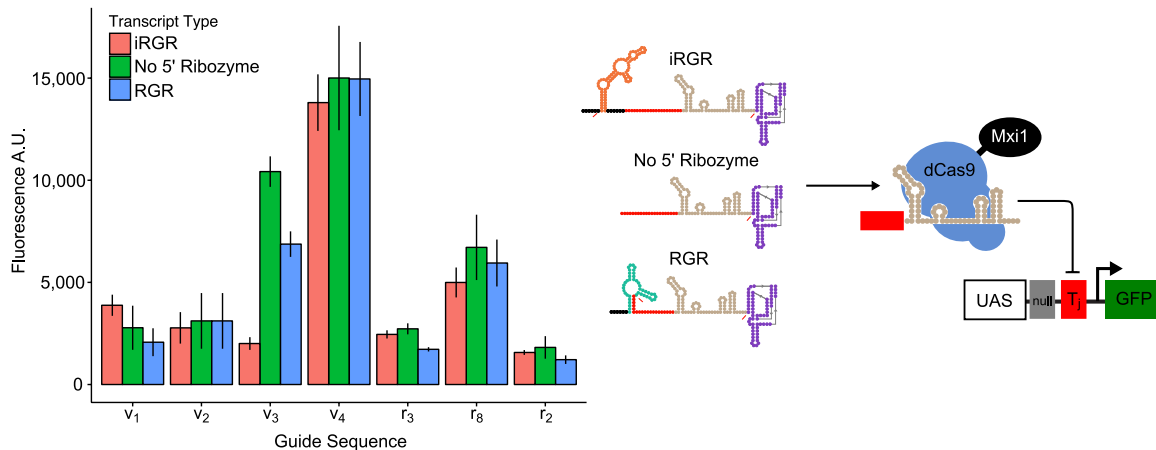 Transcript Type
iRGR
No 5' Ribozyme
RGR
Fluorescence A.U.
15,000
10,000
5,000
0
v1
v2
v3
v4
r3
r8
r2
Guide Sequence
iRGR
No 5' Ribozyme
RGR
Mxi1
dCas9
UAS
null
Tj
GFP